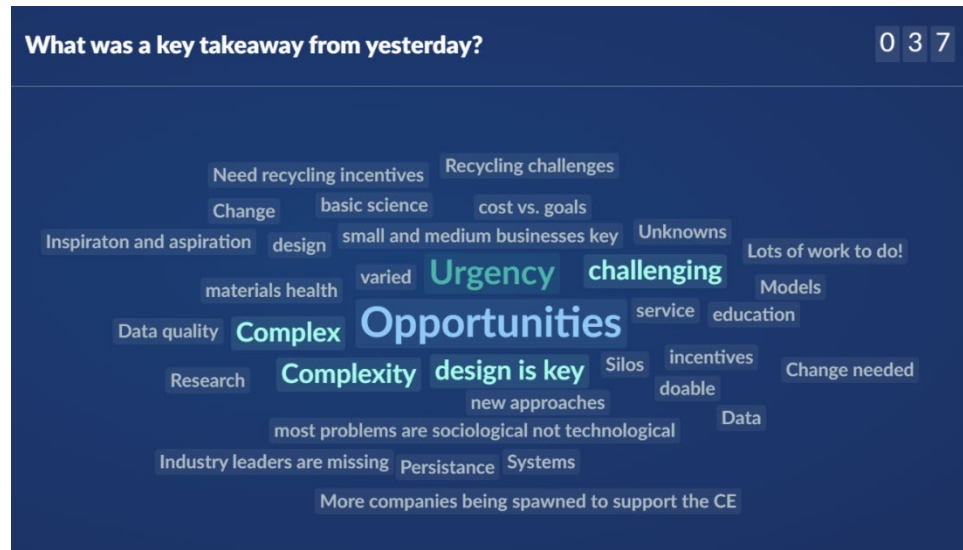 What was a key takeaway from yesterday?
0 3 7
Need recycling incentives
Recycling challenges
Change
basic science
cost vs. goals
Inspiraton and aspiration
design
small and medium businesses key
Unknowns
Lots of work to do!
materials health
varied
Urgency
challenging
Models
Data quality
Complex
Opportunities
service
education
Research
Complexity
design is key
Silos
incentives
doable
Change needed
new approaches
Data
most problems are sociological not technological
Industry leaders are missing
Persistance
Systems
More companies being spawned to support the CE